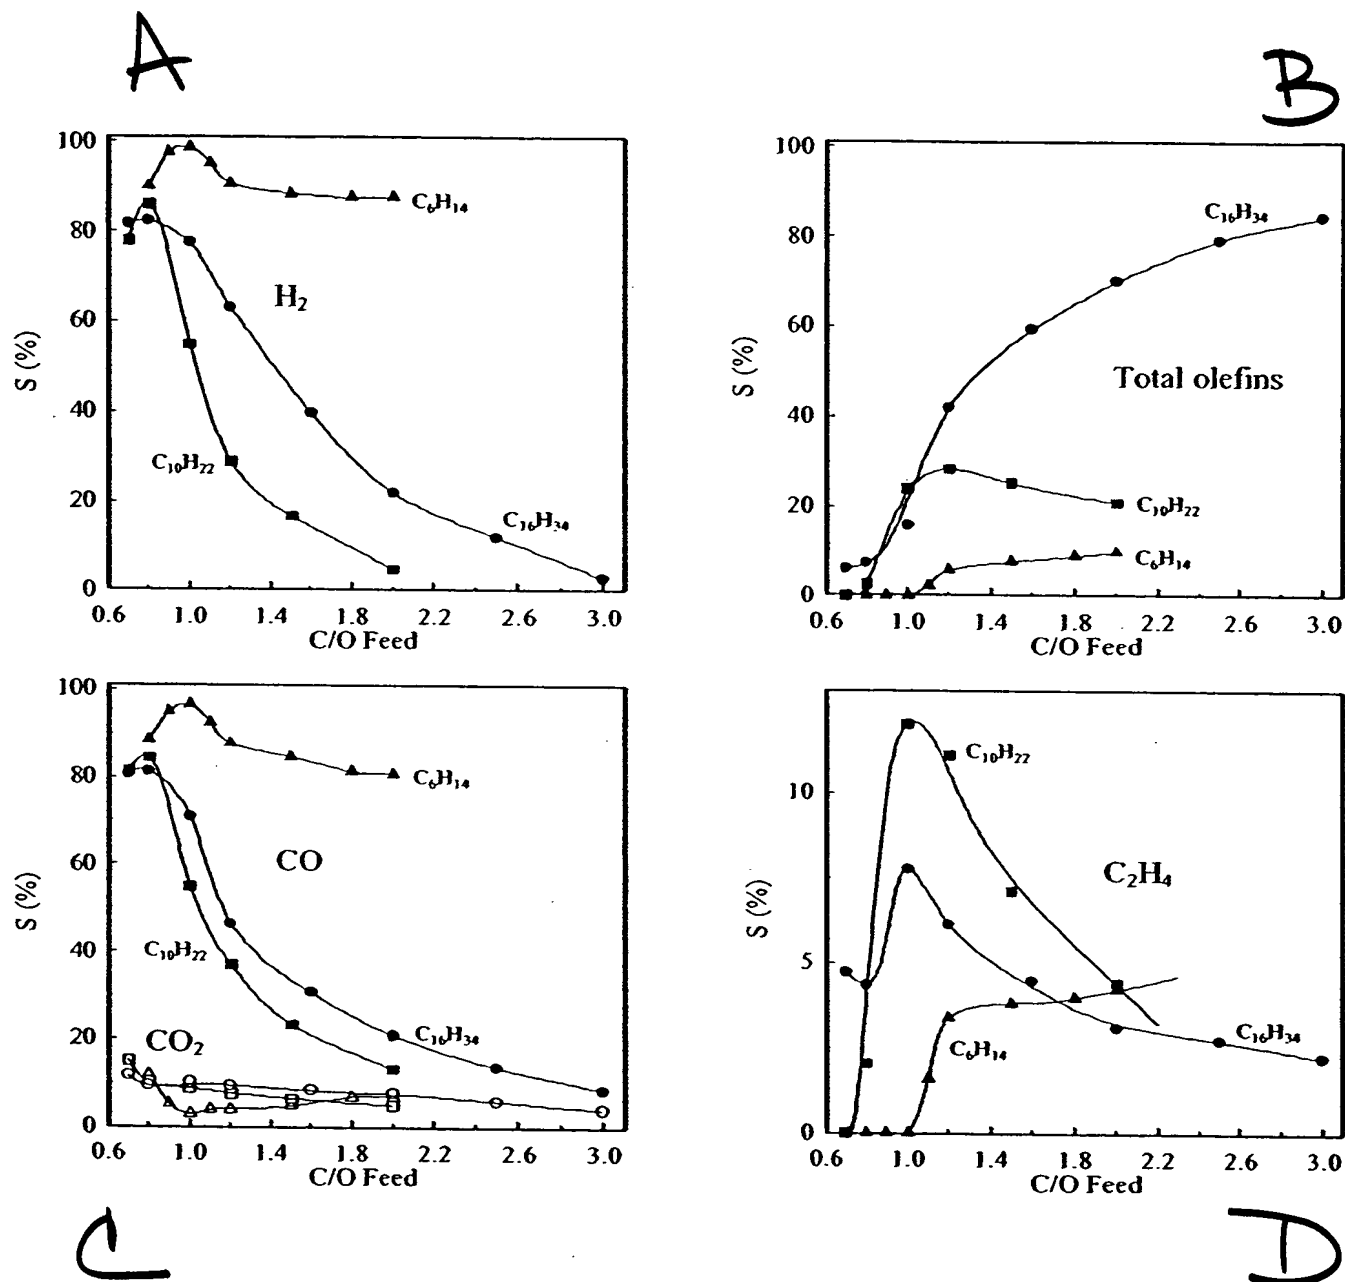 A
B
100
80
60
40
20
0
S (%)
C₆H₁₄
H₂
C₁₀H₂₂
C₁₆H₃₄
0.6 1.0 1.4 1.8 2.2 2.6 3.0
C/O Feed
100
80
60
40
20
0
S (%)
C₁₆H₃₄
Total olefins
C₁₀H₂₂
C₆H₁₄
0.6 1.0 1.4 1.8 2.2 2.6 3.0
C/O Feed
100
80
60
40
20
0
S (%)
C₆H₁₄
CO
C₁₀H₂₂
CO₂
C₁₆H₃₄
0.6 1.0 1.4 1.8 2.2 2.6 3.0
C/O Feed
10
5
0
S (%)
C₁₀H₂₂
C₂H₄
C₆H₁₄
C₁₆H₃₄
0.6 1.0 1.4 1.8 2.2 2.6 3.0
C/O Feed
C
D